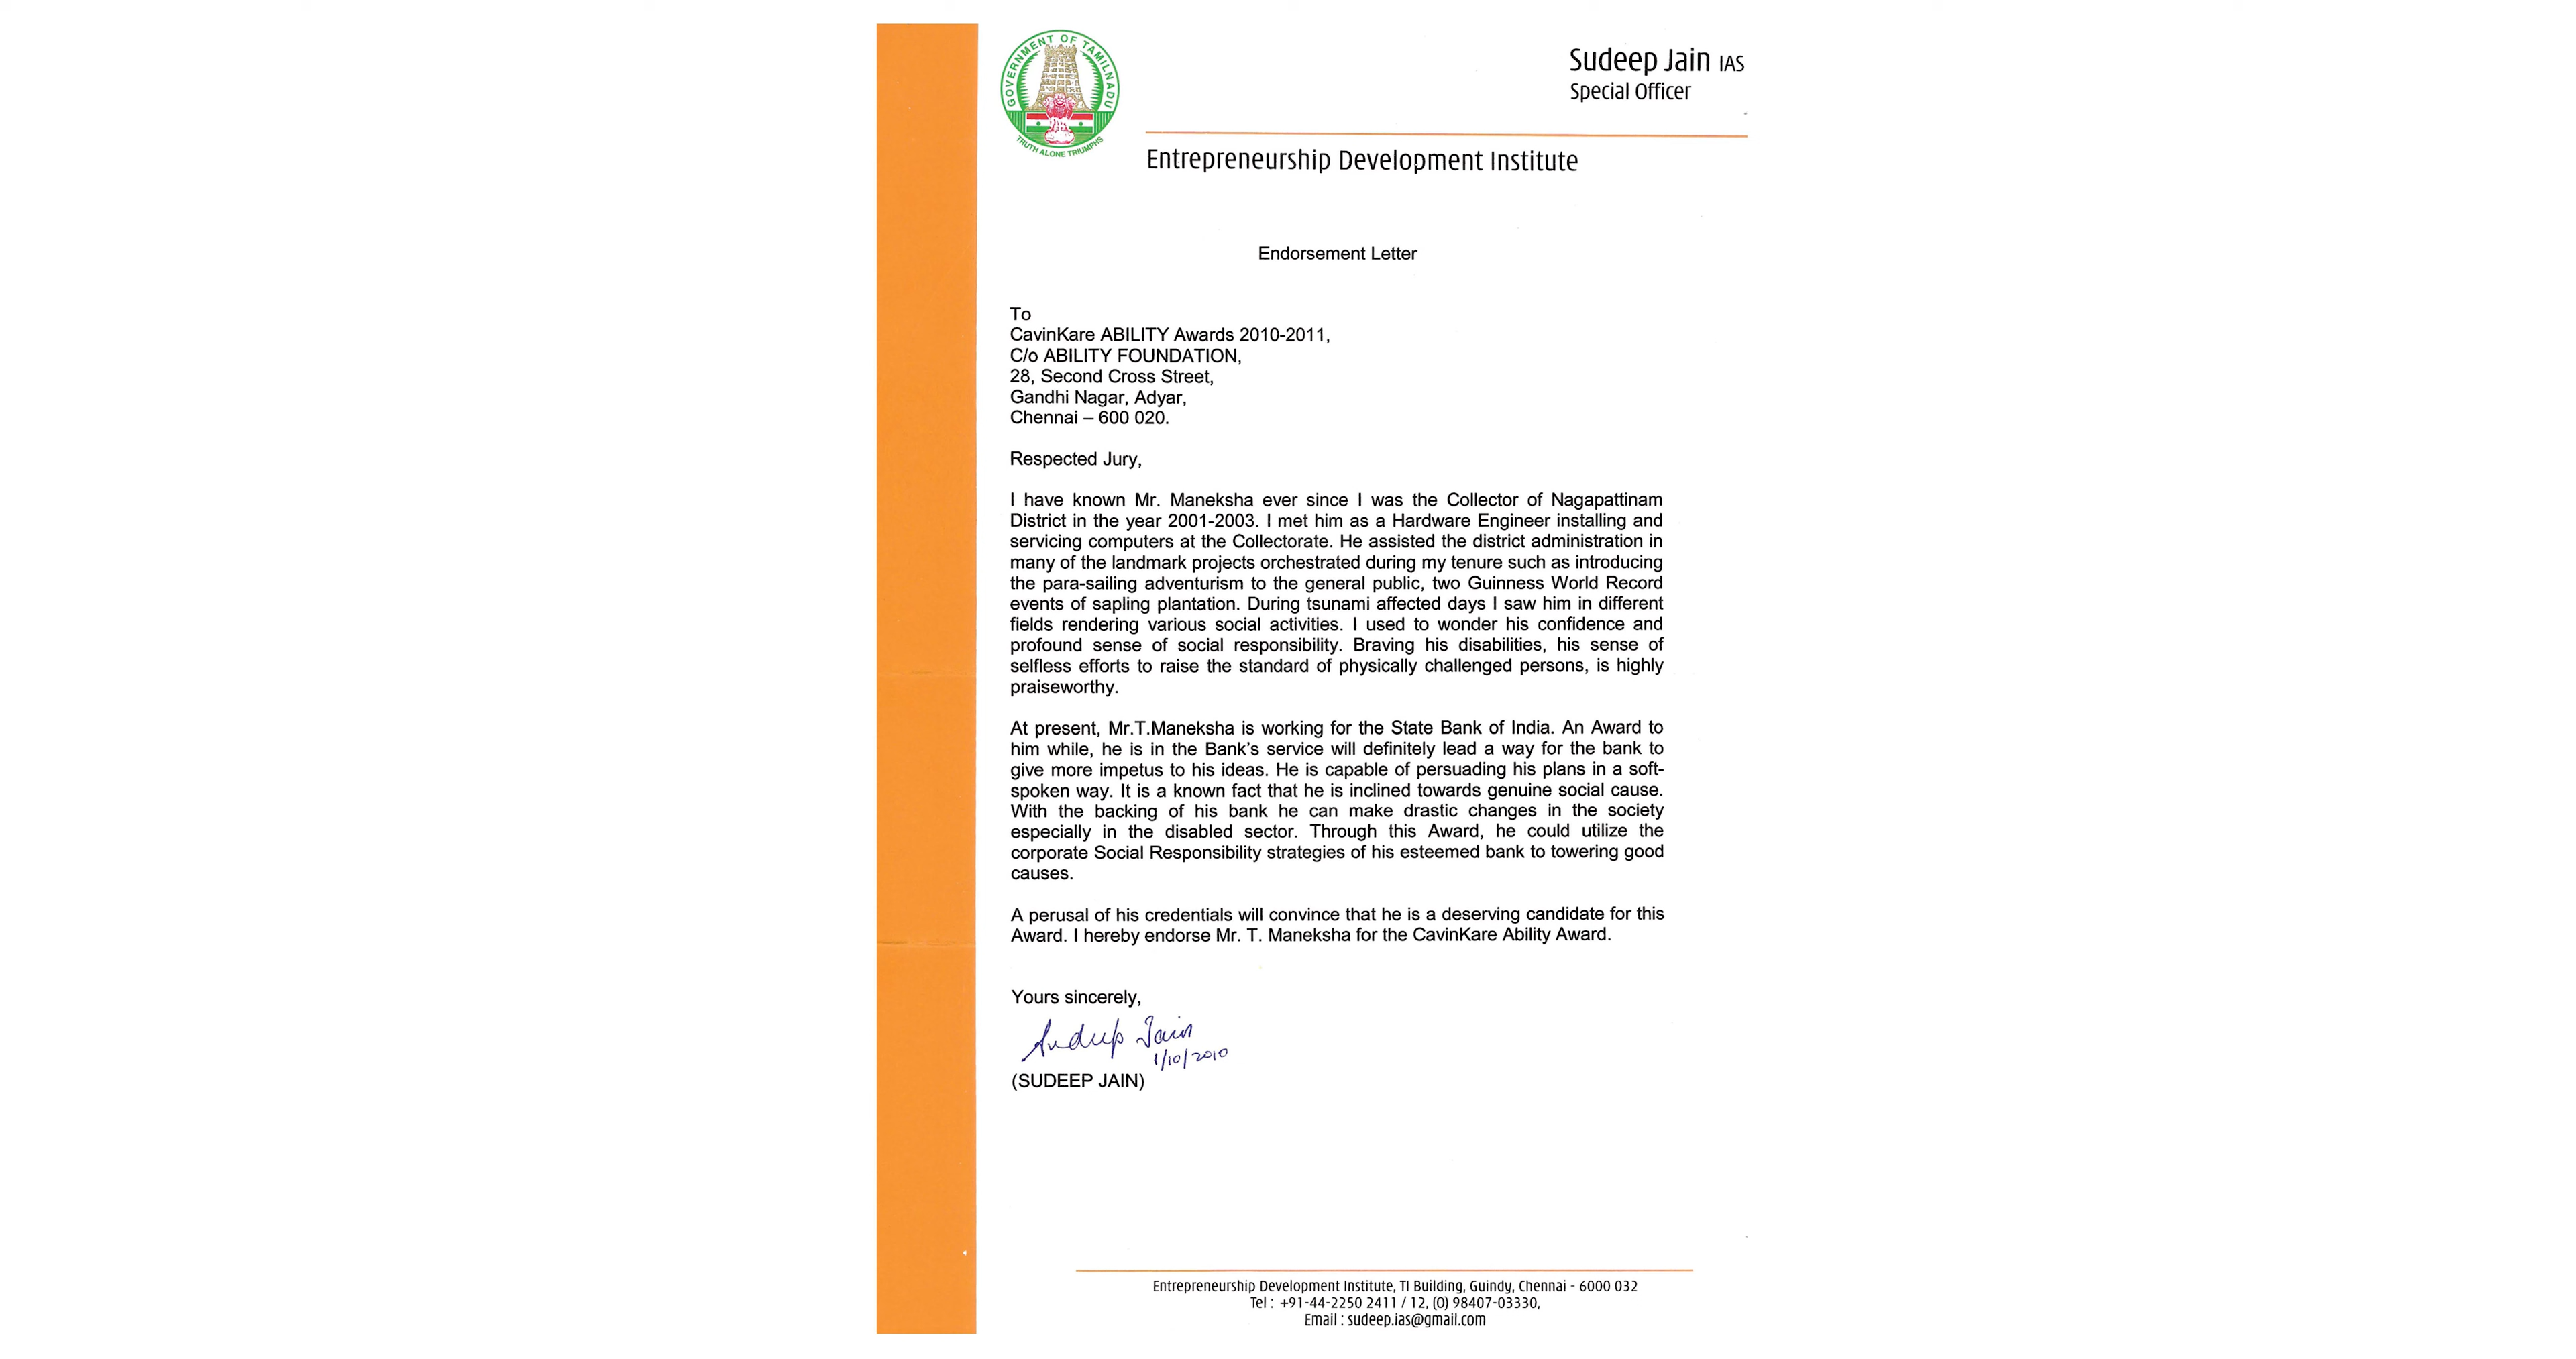 GOVERNMENT OF TAMILNADU
TRUTH ALONE TRIUMPHS
Sudeep Jain IAS
Special Officer
Entrepreneurship Development Institute
Endorsement Letter
To
CavinKare ABILITY Awards 2010-2011,
C/o ABILITY FOUNDATION,
28, Second Cross Street,
Gandhi Nagar, Adyar,
Chennai – 600 020.
Respected Jury,
I have known Mr. Maneksha ever since I was the Collector of Nagapattinam
District in the year 2001-2003. I met him as a Hardware Engineer installing and
servicing computers at the Collectorate. He assisted the district administration in
many of the landmark projects orchestrated during my tenure such as introducing
the para-sailing adventurism to the general public, two Guinness World Record
events of sapling plantation. During tsunami affected days I saw him in different
fields rendering various social activities. I used to wonder his confidence and
profound sense of social responsibility. Braving his disabilities, his sense of
selfless efforts to raise the standard of physically challenged persons, is highly
praiseworthy.
At present, Mr.T.Maneksha is working for the State Bank of India. An Award to
him while, he is in the Bank's service will definitely lead a way for the bank to
give more impetus to his ideas. He is capable of persuading his plans in a soft-
spoken way. It is a known fact that he is inclined towards genuine social cause.
With the backing of his bank he can make drastic changes in the society
especially in the disabled sector. Through this Award, he could utilize the
corporate Social Responsibility strategies of his esteemed bank to towering good
causes.
A perusal of his credentials will convince that he is a deserving candidate for this
Award. I hereby endorse Mr. T. Maneksha for the CavinKare Ability Award.
Yours sincerely,
Sudeep Jain
1/10/2010
(SUDEEP JAIN)
Entrepreneurship Development Institute, TI Building, Guindy, Chennai - 6000 032
Tel : +91-44-2250 2411 / 12, (0) 98407-03330,
Email : sudeep.ias@gmail.com